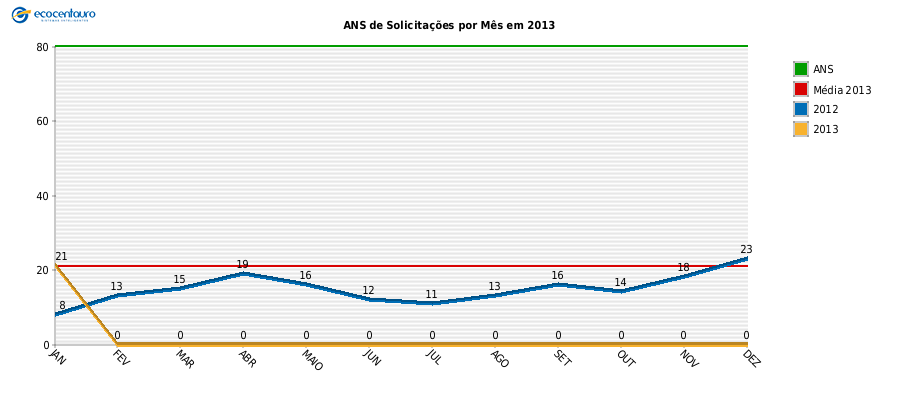 ecocentauro
ANS de Solicitações por Mês em 2013
80
60
40
20
0
21
8
13
15
19
16
12
11
13
16
14
18
23
0
0
0
0
0
0
0
0
0
0
0
JAN
FEV
MAR
ABR
MAIO
JUN
JUL
AGO
SET
OUT
NOV
DEZ
ANS
Média 2013
2012
2013